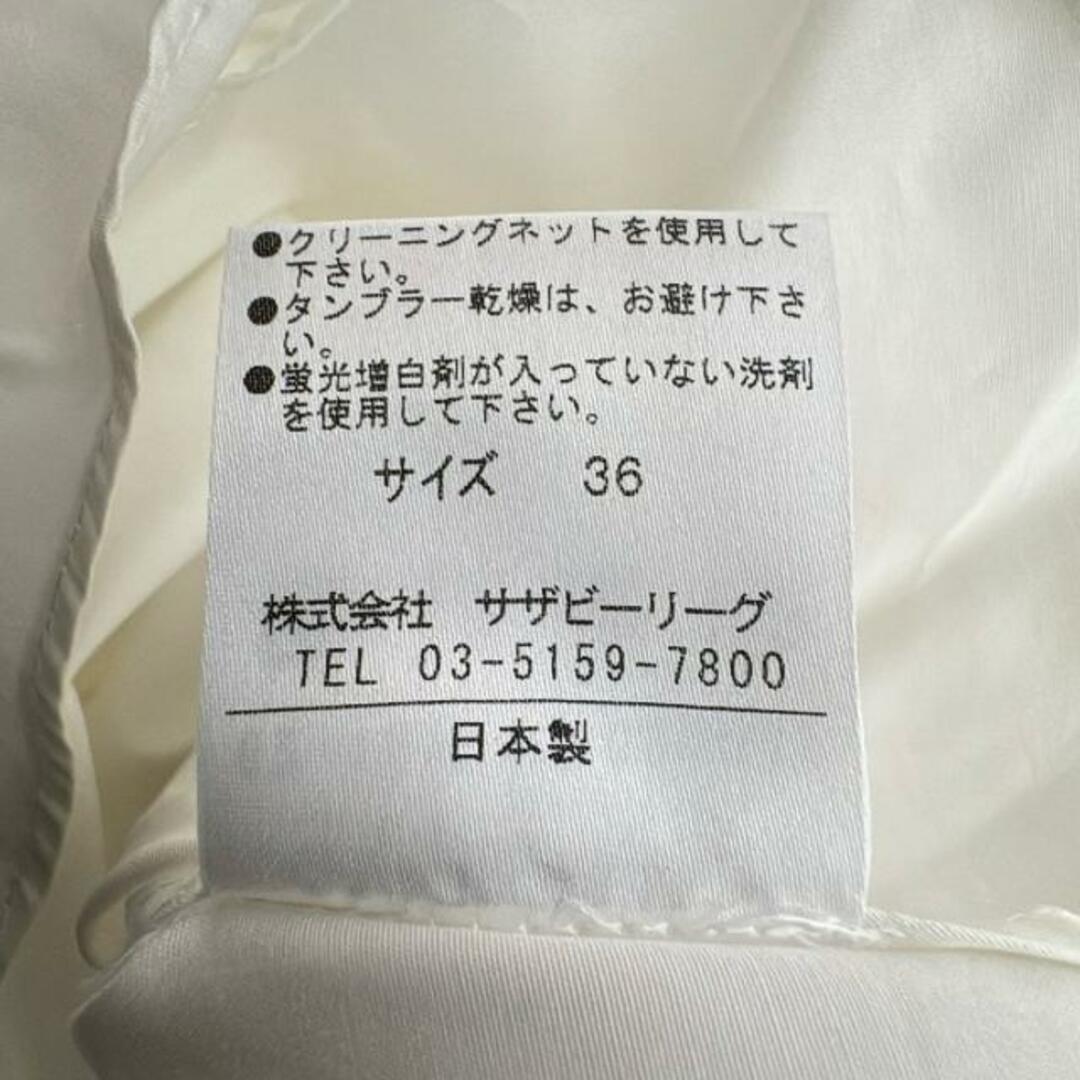 ●クリーニングネットを使用して
下さい。
●タンブラー乾燥は、お避け下さ
い。
●蛍光増白剤が入っていない洗剤
を使用して下さい。
サイズ　36
株式会社　サザビーリーグ
TEL 03-5159-7800
日本製